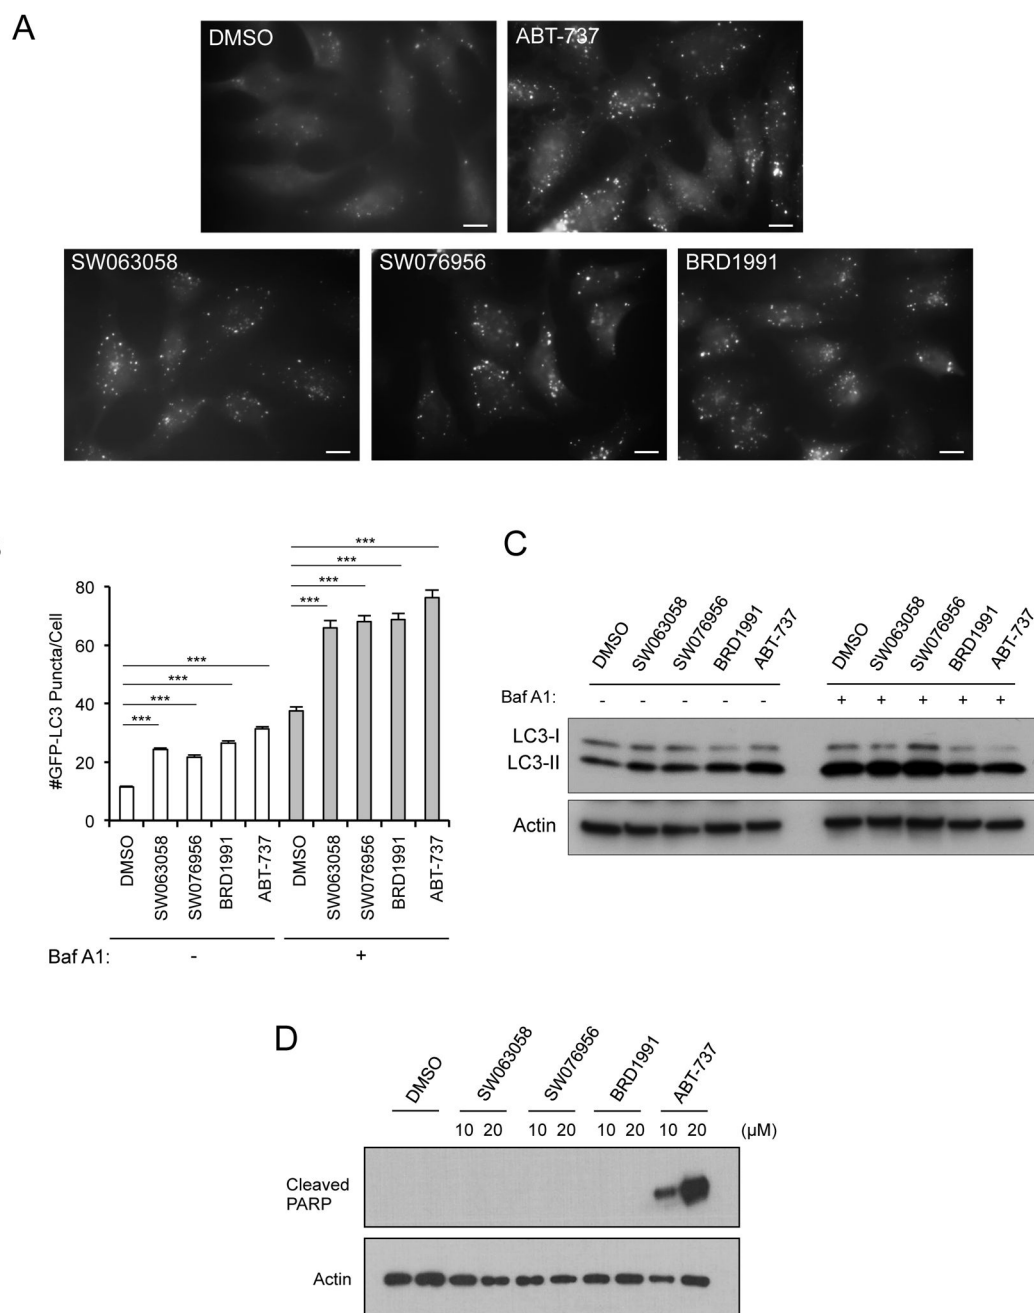 A
DMSO
ABT-737
SW063058
SW076956
BRD1991
#GFP-LC3 Puncta/Cell
80
60
40
20
0
***
***
***
***
***
***
***
***
DMSO
SW063058
SW076956
BRD1991
ABT-737
DMSO
SW063058
SW076956
BRD1991
ABT-737
Baf A1: - +
C
DMSO SW063058 SW076956 BRD1991 ABT-737 DMSO SW063058 SW076956 BRD1991 ABT-737
Baf A1: - - - - - + + + + +
LC3-I
LC3-II
Actin
D
DMSO SW063058 SW076956 BRD1991 ABT-737
10 20 10 20 10 20 10 20 (µM)
Cleaved
PARP
Actin